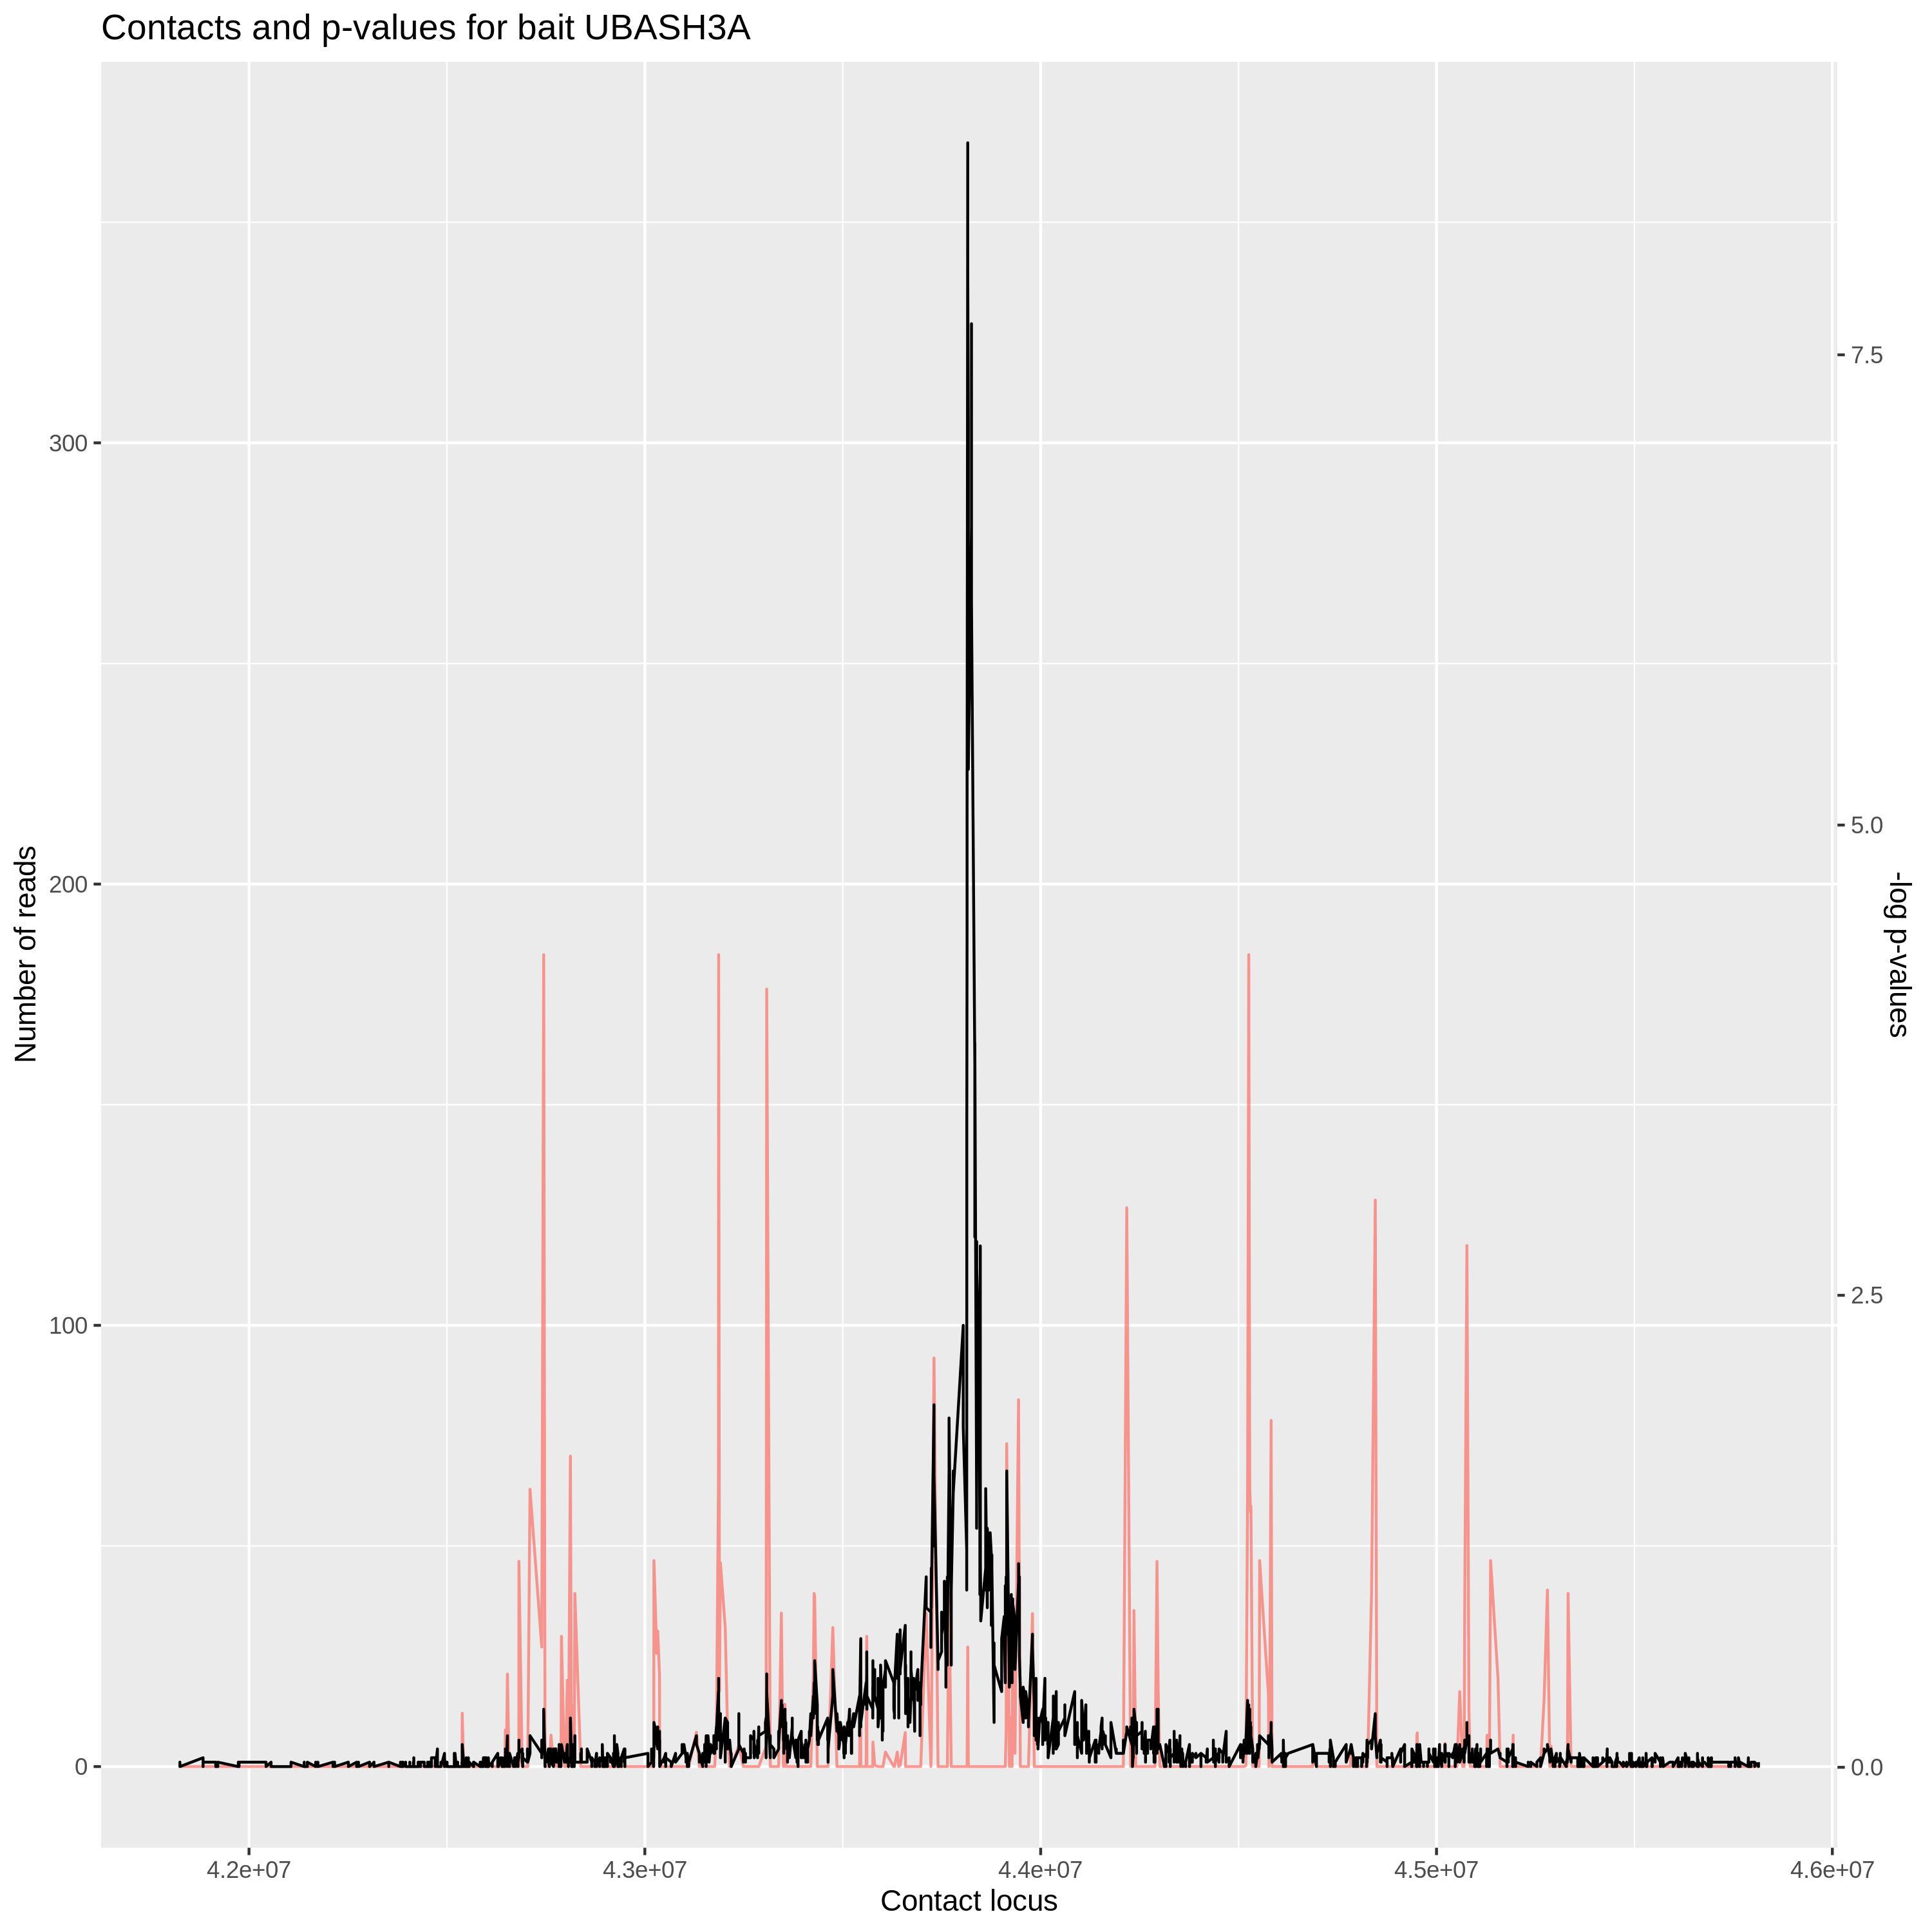 Contacts and p-values for bait UBASH3A
300
200
100
0
Number of reads
7.5
5.0
2.5
0.0
-log p-values
4.2e+07
4.3e+07
4.4e+07
4.5e+07
4.6e+07
Contact locus